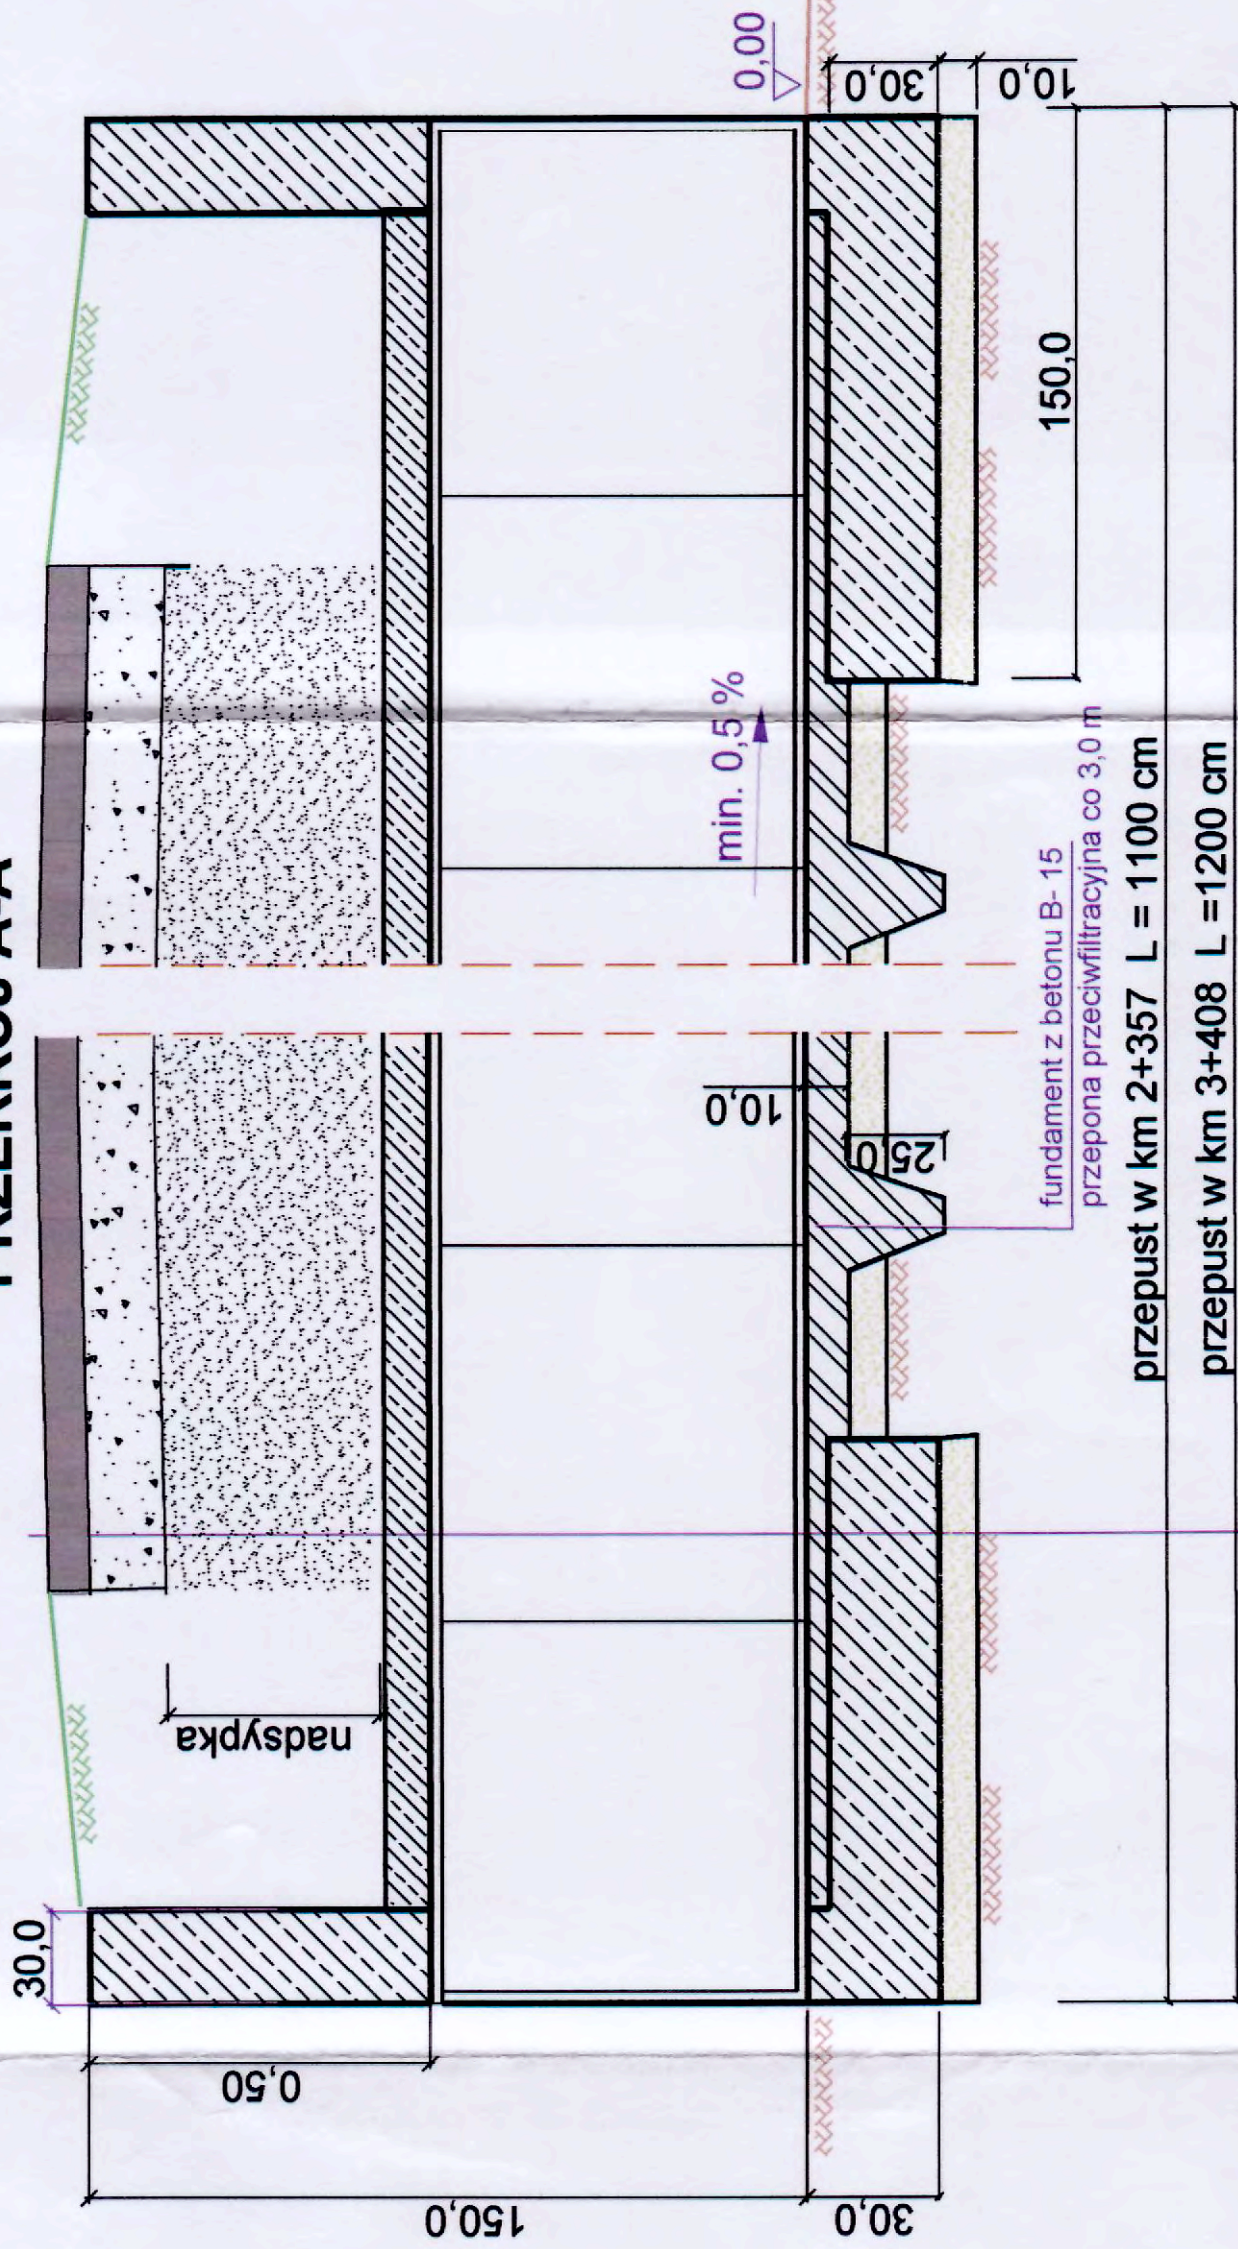 PRZEKRÓJ A-A
30,0
0,50
150,0
30,0
nadsypka
10,0
25,0
min. 0,5 %
0,00
30,0
10,0
150,0
fundament z betonu B- 15
przepona przeciwfiltracyjna co 3,0 m
przepust w km 2+357 L = 1100 cm
przepust w km 3+408 L =1200 cm